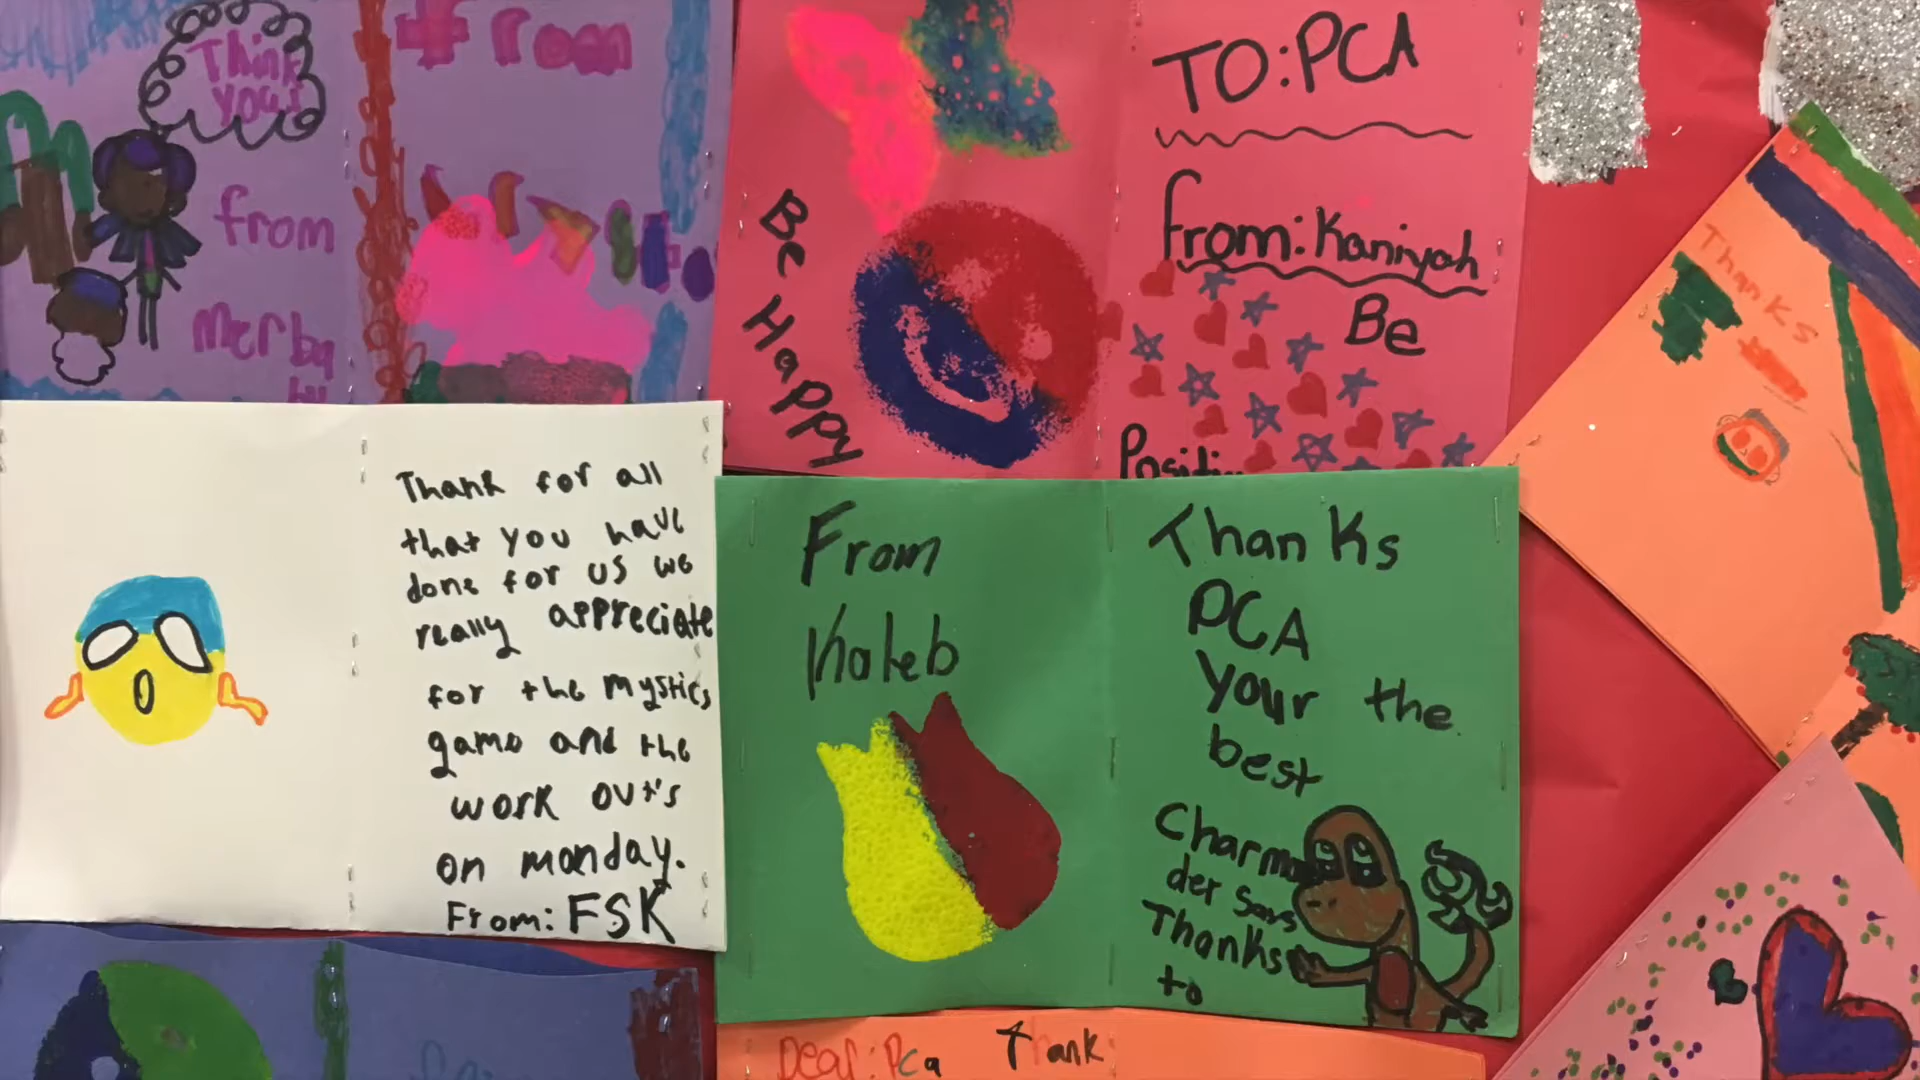 Think
you!
from
from
TO:PCA
from: Kaniyah
Be
Be Happy
Thanks
Thank for all
that you have
done for us we
really appreciate
for the mystics
game and the
work out's
on monday.
From: FSK
From
Kaleb
Thanks
PCA
your the
best
Charman
der says
Thanks
to
Dear: Pca Thank